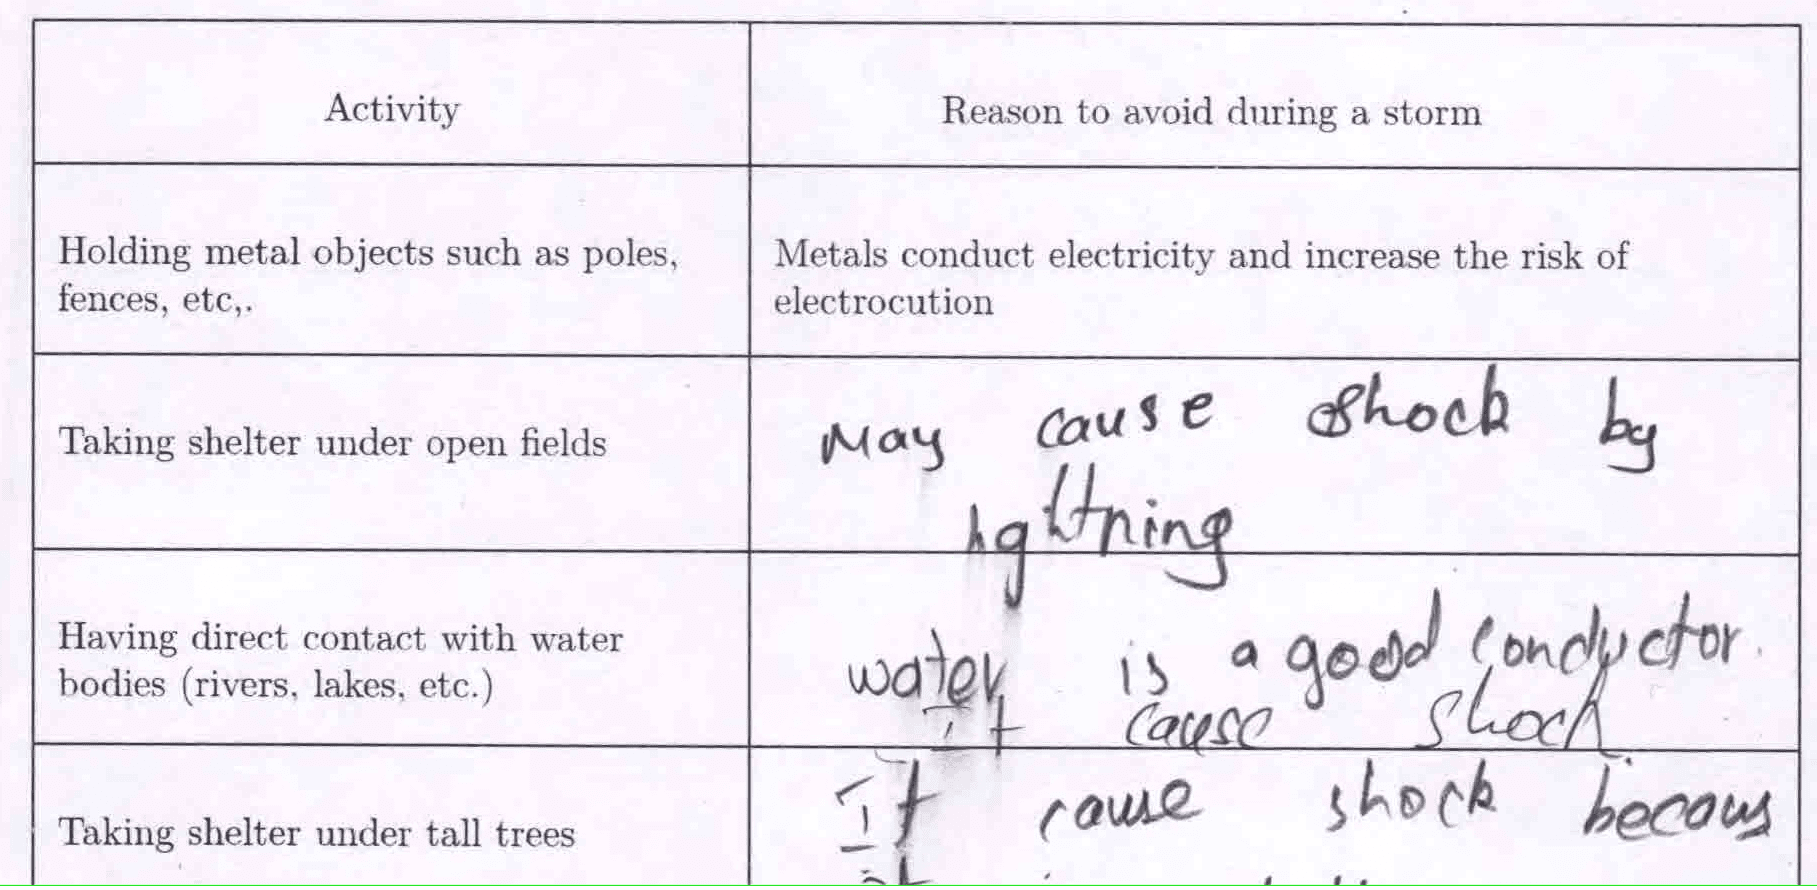 Activity
Reason to avoid during a storm
Holding metal objects such as poles,
fences, etc,.
Metals conduct electricity and increase the risk of
electrocution
Taking shelter under open fields
May cause shock by
lightning
Having direct contact with water
bodies (rivers, lakes, etc.)
water is a good conductor.
It cause shock
Taking shelter under tall trees
It cause shock becaus